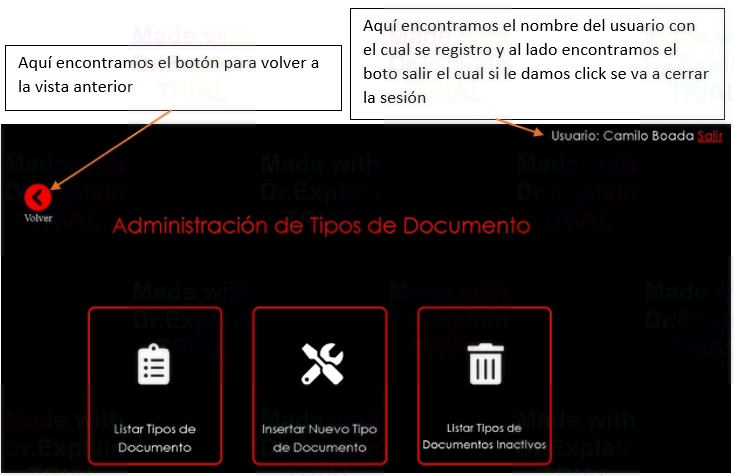 Aquí encontramos el botón para volver a
la vista anterior
Aquí encontramos el nombre del usuario con
el cual se registro y al lado encontramos el
boto salir el cual si le damos click se va a cerrar
la sesión
Usuario: Camilo Boada Salir
Volver
Administración de Tipos de Documento
Listar Tipos de
Documento
Insertar Nuevo Tipo
de Documento
Listar Tipos de
Documentos Inactivos
Made with
Dr.Explain
TRIAL